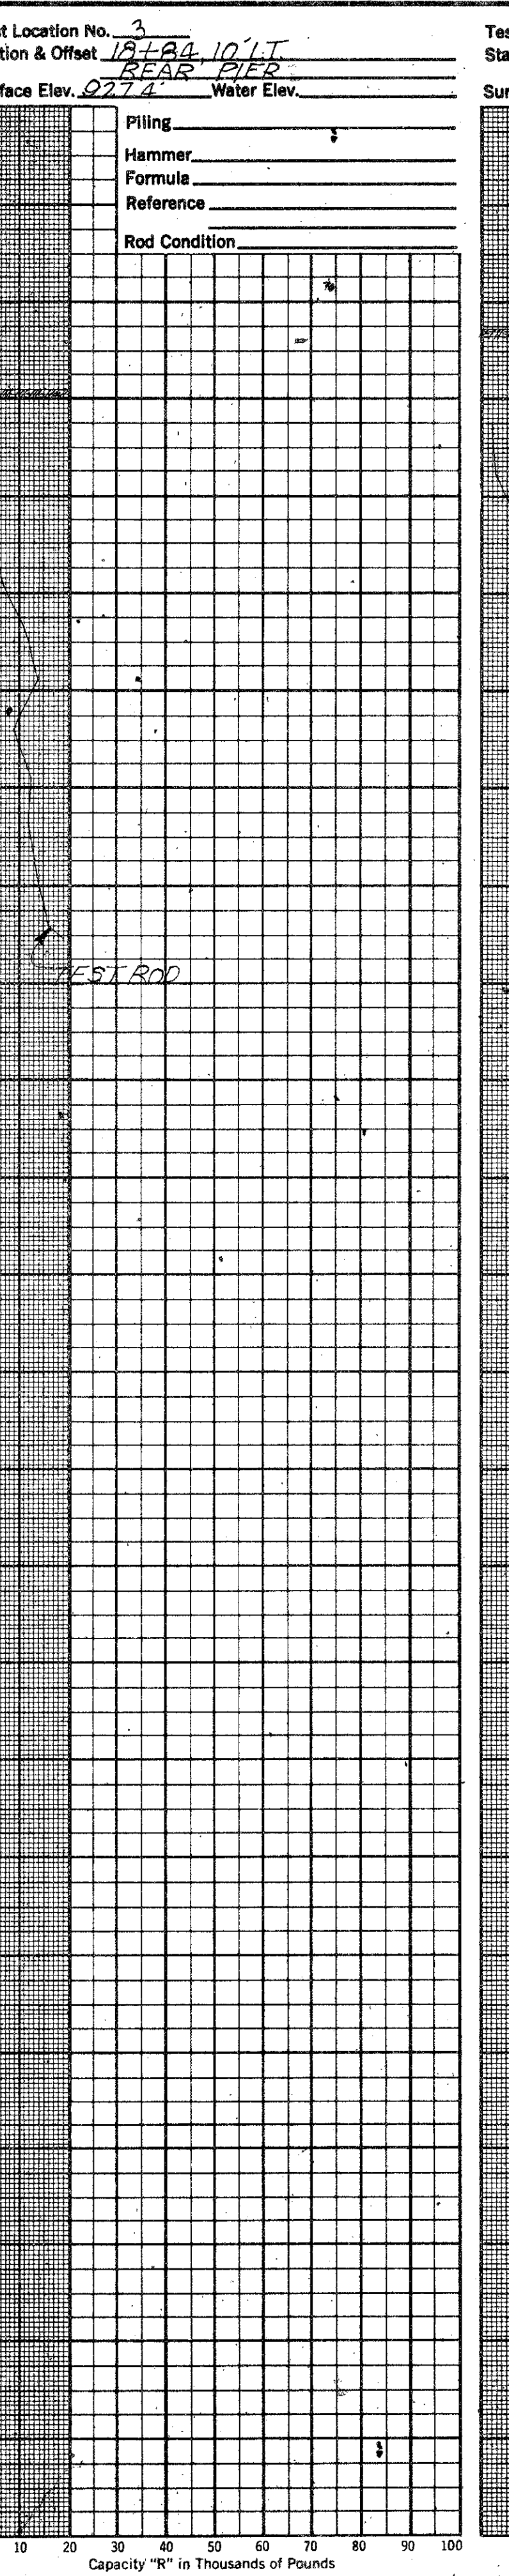 t Location No. 3
tion & Offset 18+84, 10' LT.
REAR PIER
face Elev. 927.4' Water Elev.
Piling
Hammer
Formula
Reference
Rod Condition
TEST ROD
10 20 30 40 50 60 70 80 90 100
Capacity "R" in Thousands of Pounds
Tes
Sta
Sur